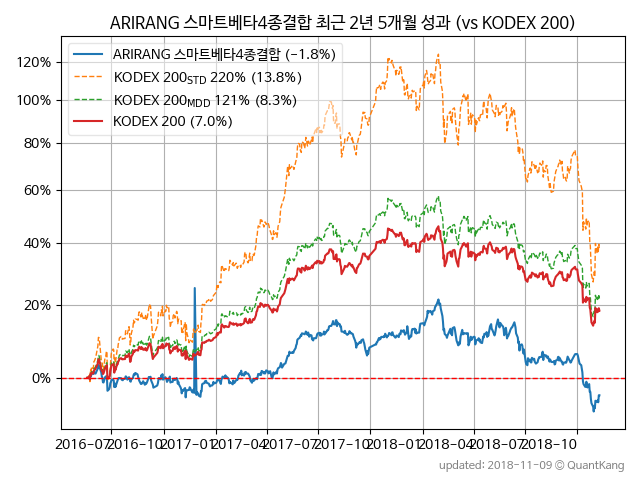 ARIRANG 스마트베타4종결합 최근 2년 5개월 성과 (vs KODEX 200)
ARIRANG 스마트베타4종결합 (-1.8%)
KODEX 200STD 220% (13.8%)
KODEX 200MDD 121% (8.3%)
KODEX 200 (7.0%)
120%
100%
80%
60%
40%
20%
0%
2016-07 2016-10 2017-01 2017-04 2017-07 2017-10 2018-01 2018-04 2018-07 2018-10
updated: 2018-11-09 © QuantKang